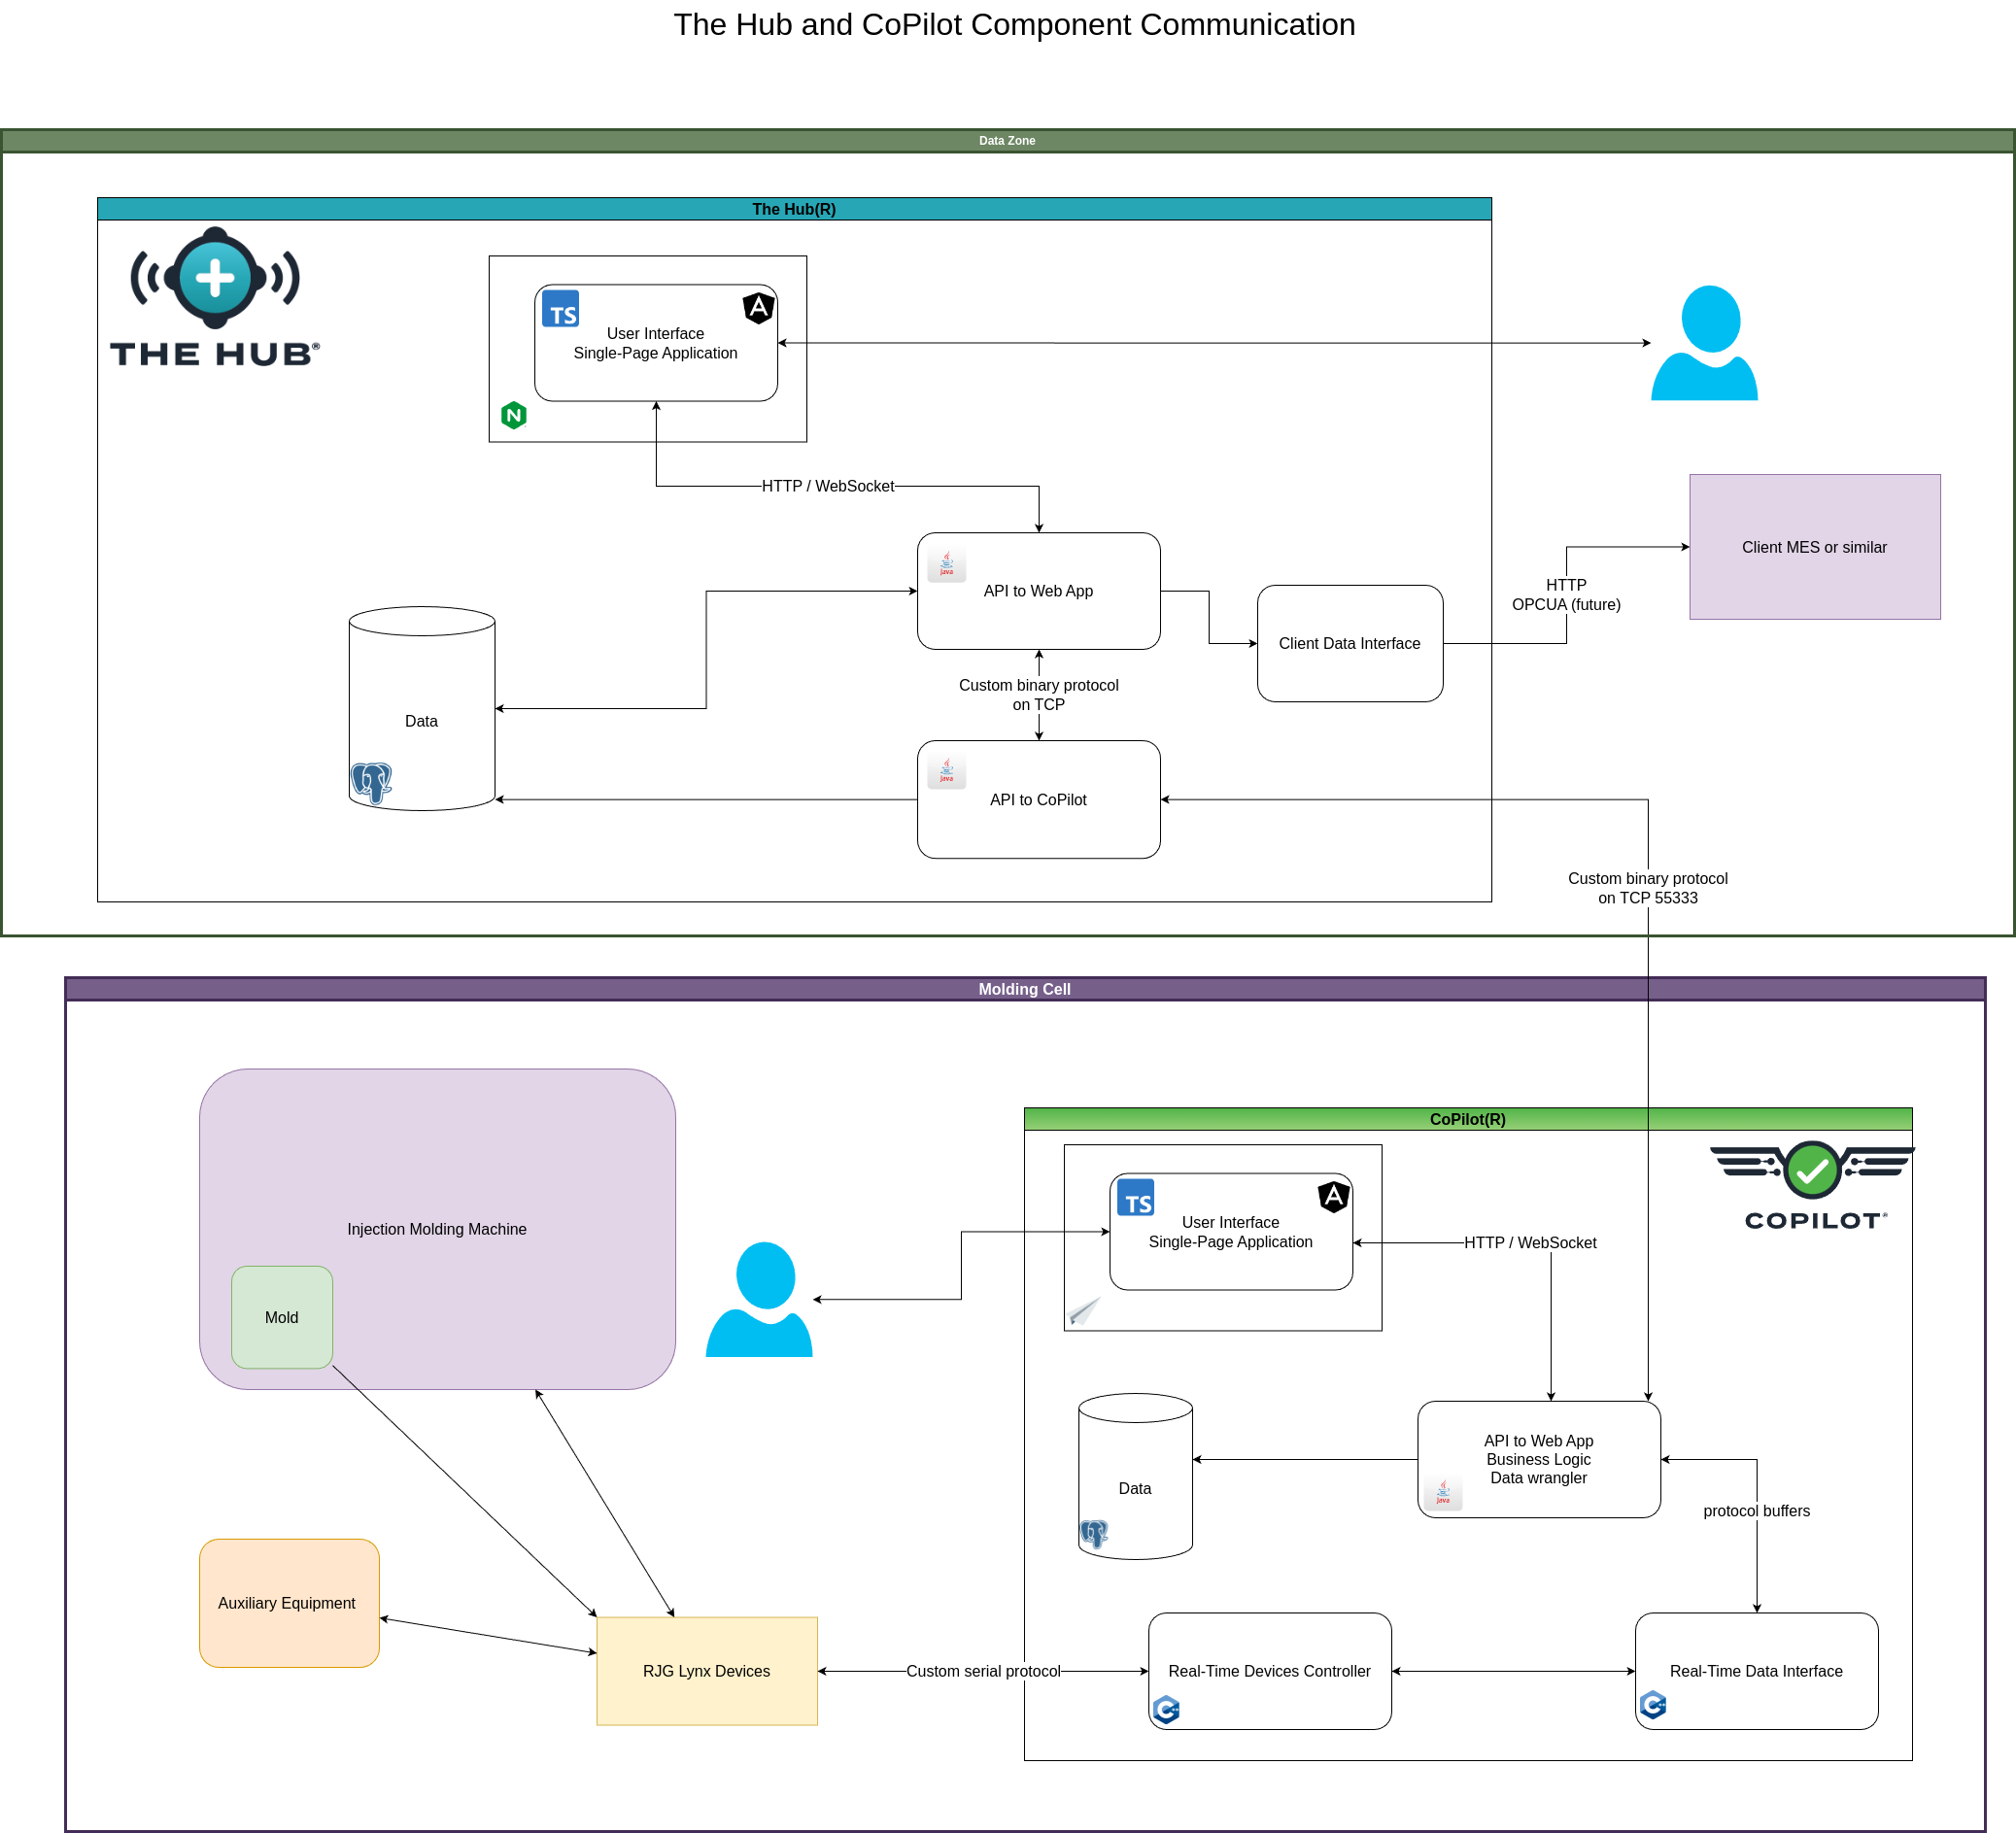 The Hub and CoPilot Component Communication
Data Zone
The Hub(R)
THE HUB®
TS
User Interface
Single-Page Application
N
HTTP / WebSocket
Java
API to Web App
Client MES or similar
HTTP
OPCUA (future)
Client Data Interface
Custom binary protocol
on TCP
Data
Java
API to CoPilot
Custom binary protocol
on TCP 55333
Molding Cell
CoPilot(R)
COPILOT®
Injection Molding Machine
Mold
TS
User Interface
Single-Page Application
HTTP / WebSocket
API to Web App
Business Logic
Data wrangler
Java
Data
protocol buffers
Auxiliary Equipment
RJG Lynx Devices
Custom serial protocol
Real-Time Devices Controller
C++
Real-Time Data Interface
C++